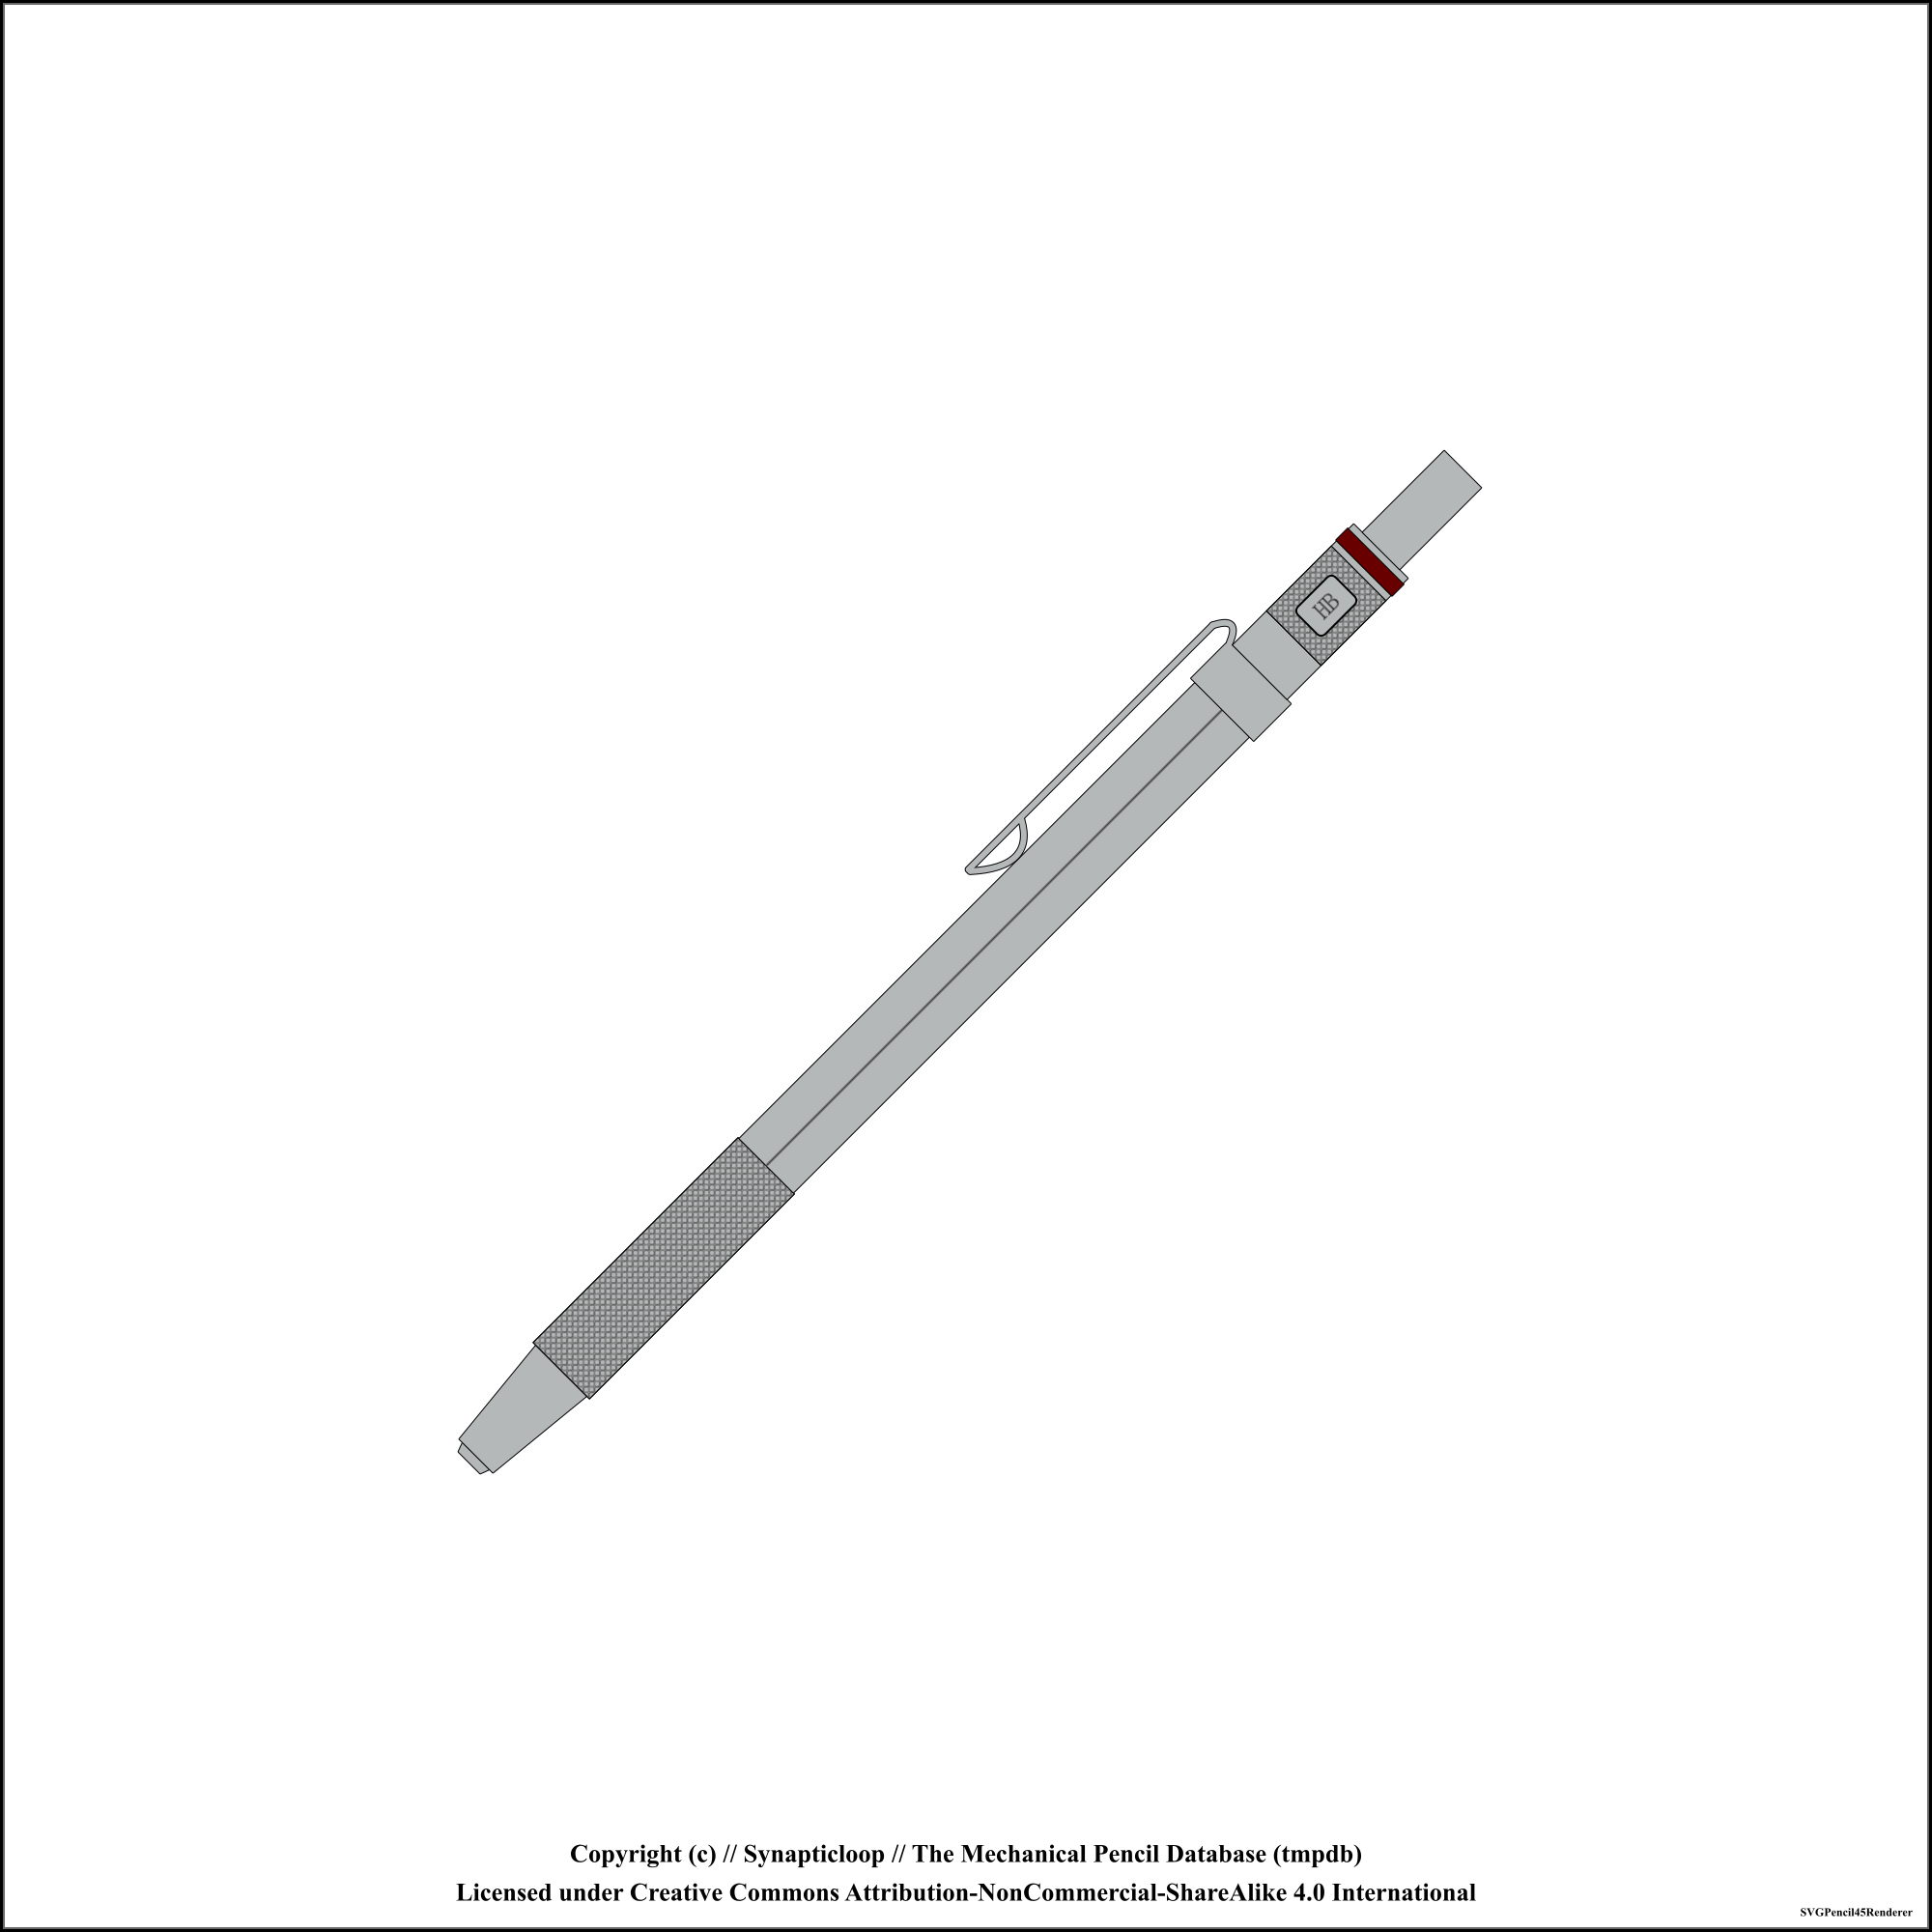 HB
Copyright (c) // Synapticloop // The Mechanical Pencil Database (tmpdb)
Licensed under Creative Commons Attribution-NonCommercial-ShareAlike 4.0 International
SVGPencil45Renderer